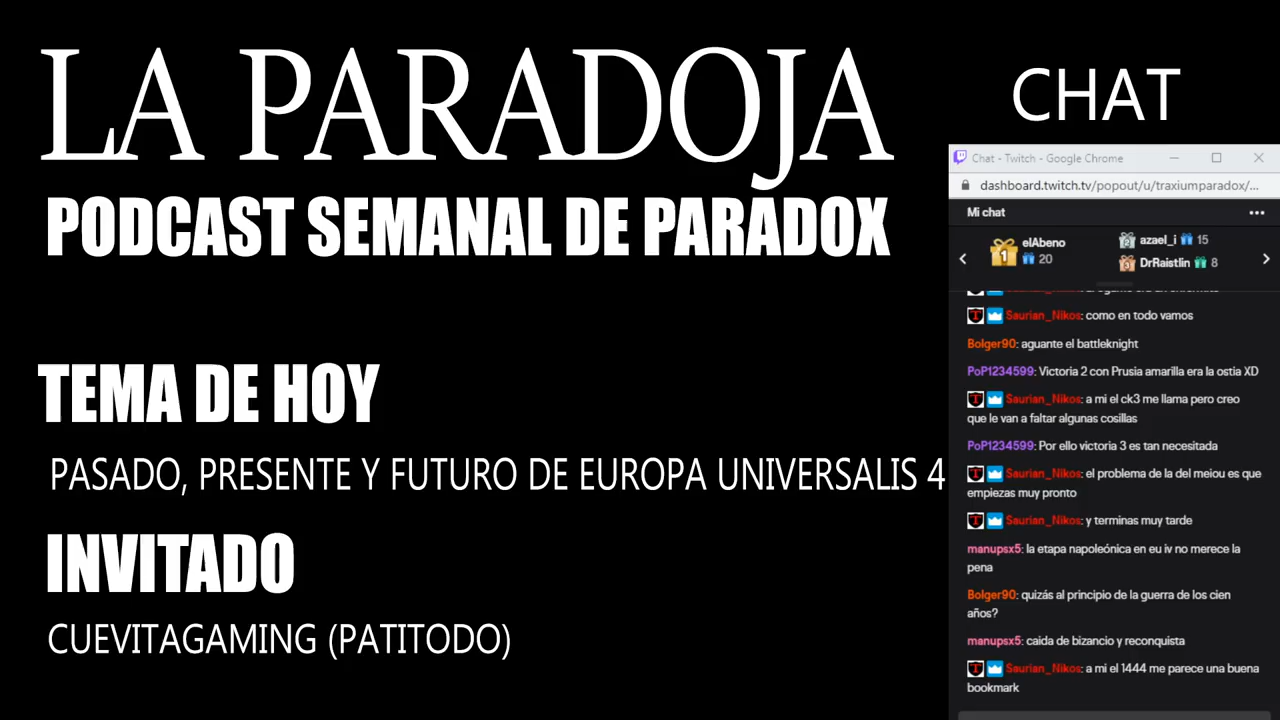 LA PARADOJA
PODCAST SEMANAL DE PARADOX
TEMA DE HOY
PASADO, PRESENTE Y FUTURO DE EUROPA UNIVERSALIS 4
INVITADO
CUEVITAGAMING (PATITODO)
CHAT
Chat - Twitch - Google Chrome
dashboard.twitch.tv/popout/u/traxiumparadox/...
Mi chat
1 elAbeno 20
2 azael_i 15
3 DrRaistlin 8
Saurian_Nikos: como en todo vamos
Bolger90: aguante el battleknight
PoP1234599: Victoria 2 con Prusia amarilla era la ostia XD
Saurian_Nikos: a mi el ck3 me llama pero creo
que le van a faltar algunas cosillas
PoP1234599: Por ello victoria 3 es tan necesitada
Saurian_Nikos: el problema de la del meiou es que
empiezas muy pronto
Saurian_Nikos: y terminas muy tarde
manupsx5: la etapa napoleónica en eu iv no merece la
pena
Bolger90: quizás al principio de la guerra de los cien
años?
manupsx5: caida de bizancio y reconquista
Saurian_Nikos: a mi el 1444 me parece una buena
bookmark